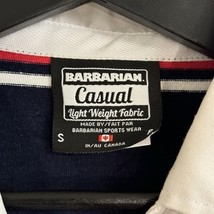 BARBARIAN
Casual
Light Weight Fabric
MADE BY/FAIT PAR
BARBARIAN SPORTS WEAR
S
IN/AU CANADA